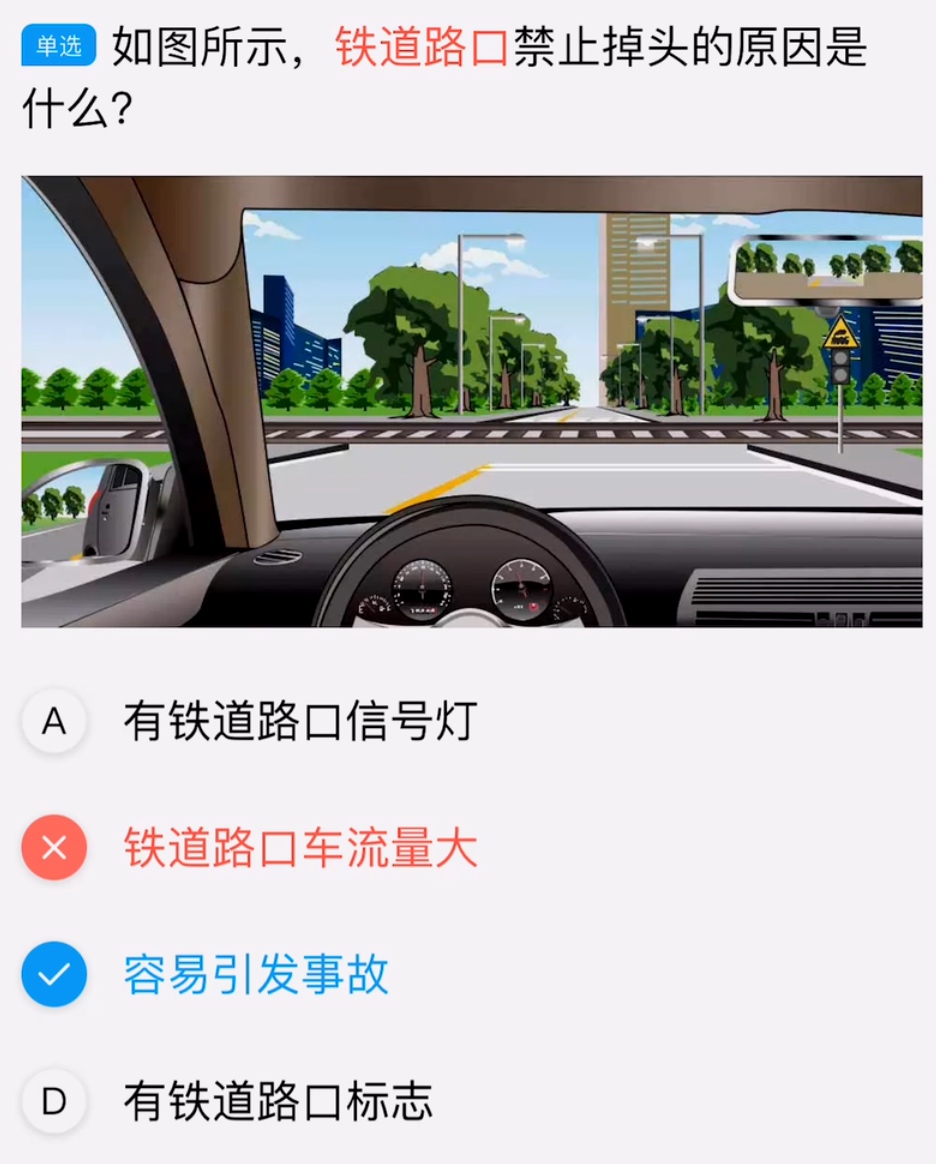 单选 如图所示，铁道路口禁止掉头的原因是
什么？
A 有铁道路口信号灯
铁道路口车流量大
容易引发事故
D 有铁道路口标志